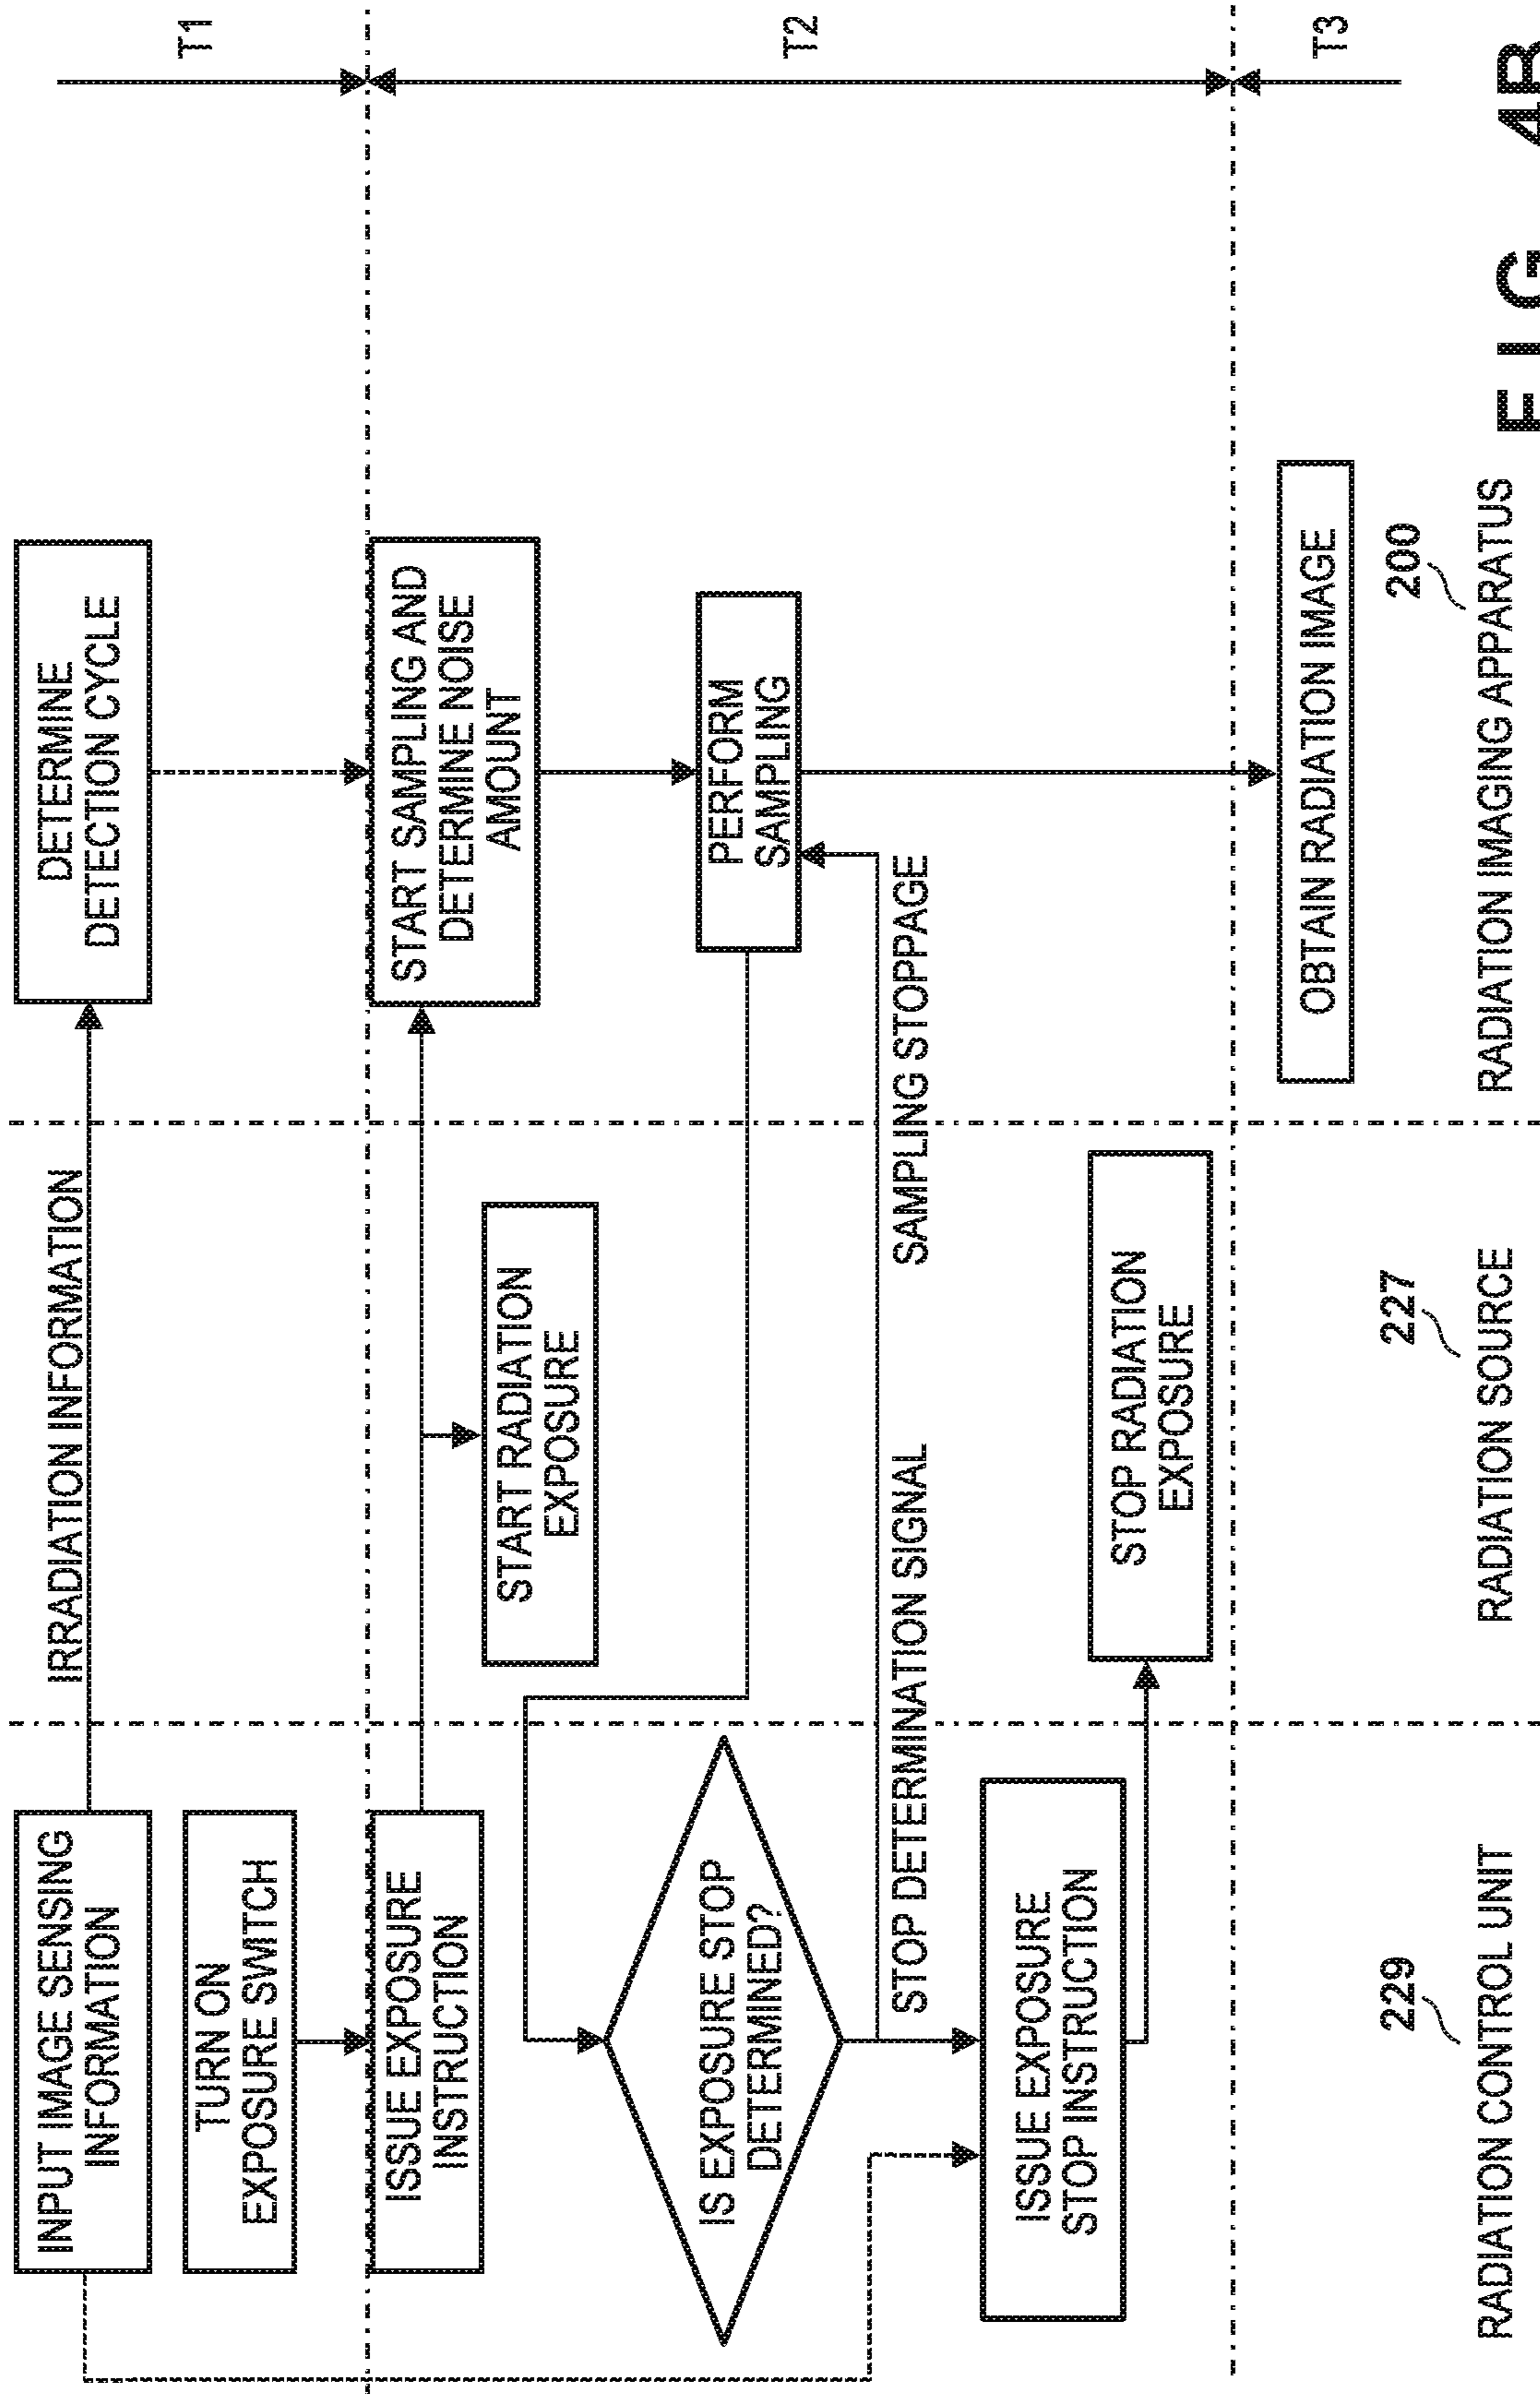 INPUT IMAGE SENSING
INFORMATION
IRRADIATION INFORMATION
DETERMINE
DETECTION CYCLE
T1
TURN ON
EXPOSURE SWITCH
ISSUE EXPOSURE
INSTRUCTION
START SAMPLING AND
DETERMINE NOISE
AMOUNT
START RADIATION
EXPOSURE
T2
IS EXPOSURE STOP
DETERMINED?
PERFORM
SAMPLING
STOP DETERMINATION SIGNAL
SAMPLING STOPPAGE
ISSUE EXPOSURE
STOP INSTRUCTION
STOP RADIATION
EXPOSURE
OBTAIN RADIATION IMAGE
T3
229
227
200
RADIATION CONTROL UNIT
RADIATION SOURCE
RADIATION IMAGING APPARATUS
FIG. 4B